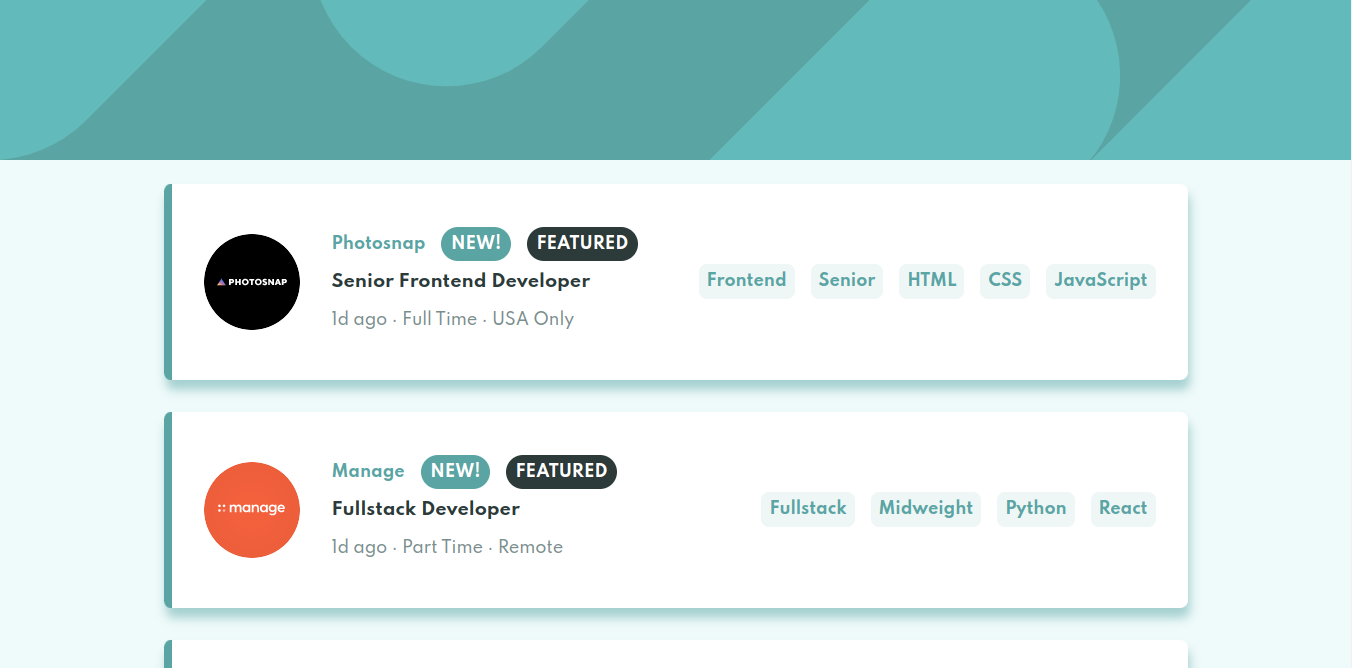 PHOTOSNAP
Photosnap NEW! FEATURED
Senior Frontend Developer
1d ago · Full Time · USA Only
Frontend Senior HTML CSS JavaScript
:: manage
Manage NEW! FEATURED
Fullstack Developer
1d ago · Part Time · Remote
Fullstack Midweight Python React